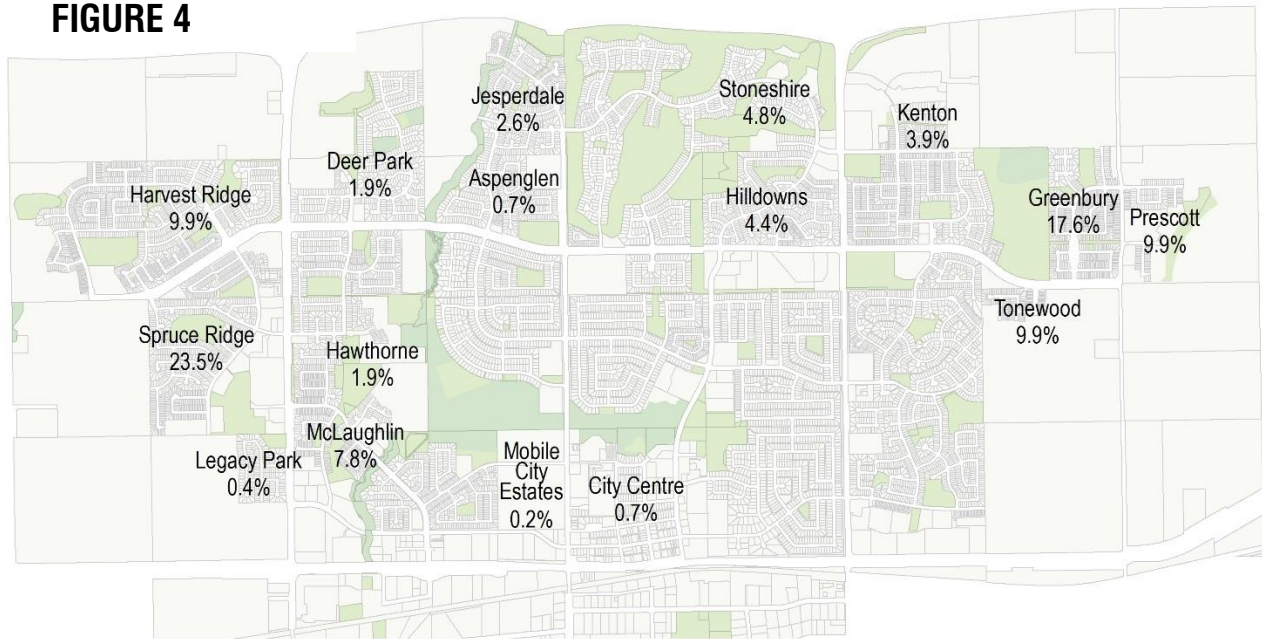 FIGURE 4
Jesperdale
2.6%
Stoneshire
4.8%
Kenton
3.9%
Deer Park
1.9%
Aspenglen
0.7%
Harvest Ridge
9.9%
Hilldowns
4.4%
Greenbury
17.6%
Prescott
9.9%
Spruce Ridge
23.5%
Hawthorne
1.9%
Tonewood
9.9%
McLaughlin
7.8%
Legacy Park
0.4%
Mobile
City
Estates
0.2%
City Centre
0.7%